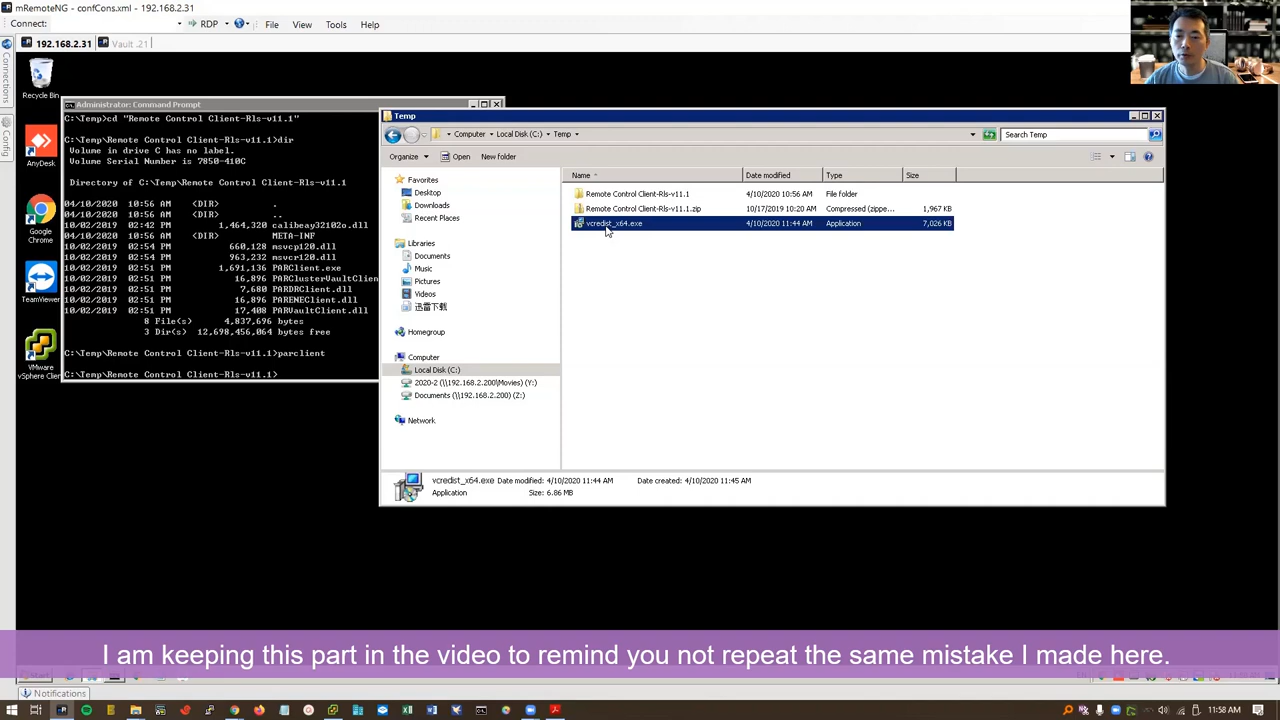 mRemoteNG - confCons.xml - 192.168.2.31
Connect: RDP File View Tools Help
192.168.2.31 Vault .21
Connections
Config
Recycle Bin
AnyDesk
Google
Chrome
TeamViewer
VMware
vSphere Client
Administrator: Command Prompt
C:\Temp>cd "Remote Control Client-Rls-v11.1"
C:\Temp\Remote Control Client-Rls-v11.1>dir
Volume in drive C has no label.
Volume Serial Number is 7850-410C
Directory of C:\Temp\Remote Control Client-Rls-v11.1
04/10/2020 10:56 AM <DIR> .
04/10/2020 10:56 AM <DIR> ..
10/02/2019 02:42 PM 1,464,320 calibeay32102o.dll
04/10/2020 10:56 AM <DIR> META-INF
10/02/2019 02:51 PM 660,128 msvcp120.dll
10/02/2019 02:51 PM 963,232 msvcr120.dll
10/02/2019 02:51 PM 1,691,136 PARClient.exe
10/02/2019 02:51 PM 16,896 PARClusterVaultClien
10/02/2019 02:51 PM 7,680 PARDRClient.dll
10/02/2019 02:51 PM 16,896 PARENEClient.dll
10/02/2019 02:51 PM 17,408 PARVaultClient.dll
8 File(s) 4,837,696 bytes
3 Dir(s) 12,698,456,064 bytes free
C:\Temp\Remote Control Client-Rls-v11.1>parclient
C:\Temp\Remote Control Client-Rls-v11.1>
Temp
Computer Local Disk (C:) Temp Search Temp
Organize Open New folder
Favorites
Desktop
Downloads
Recent Places
Libraries
Documents
Music
Pictures
Videos
迅雷下载
Homegroup
Computer
Local Disk (C:)
2020-2 (\\192.168.2.200\Movies) (Y:)
Documents (\\192.168.2.200) (Z:)
Network
Name Date modified Type Size
Remote Control Client-Rls-v11.1 4/10/2020 10:56 AM File folder
Remote Control Client-Rls-v11.1.zip 10/17/2019 10:20 AM Compressed (zippe... 1,967 KB
vcredist_x64.exe 4/10/2020 11:44 AM Application 7,026 KB
vcredist_x64.exe Date modified: 4/10/2020 11:44 AM Date created: 4/10/2020 11:45 AM
Application Size: 6.86 MB
I am keeping this part in the video to remind you not repeat the same mistake I made here.
Notifications
11:58 AM